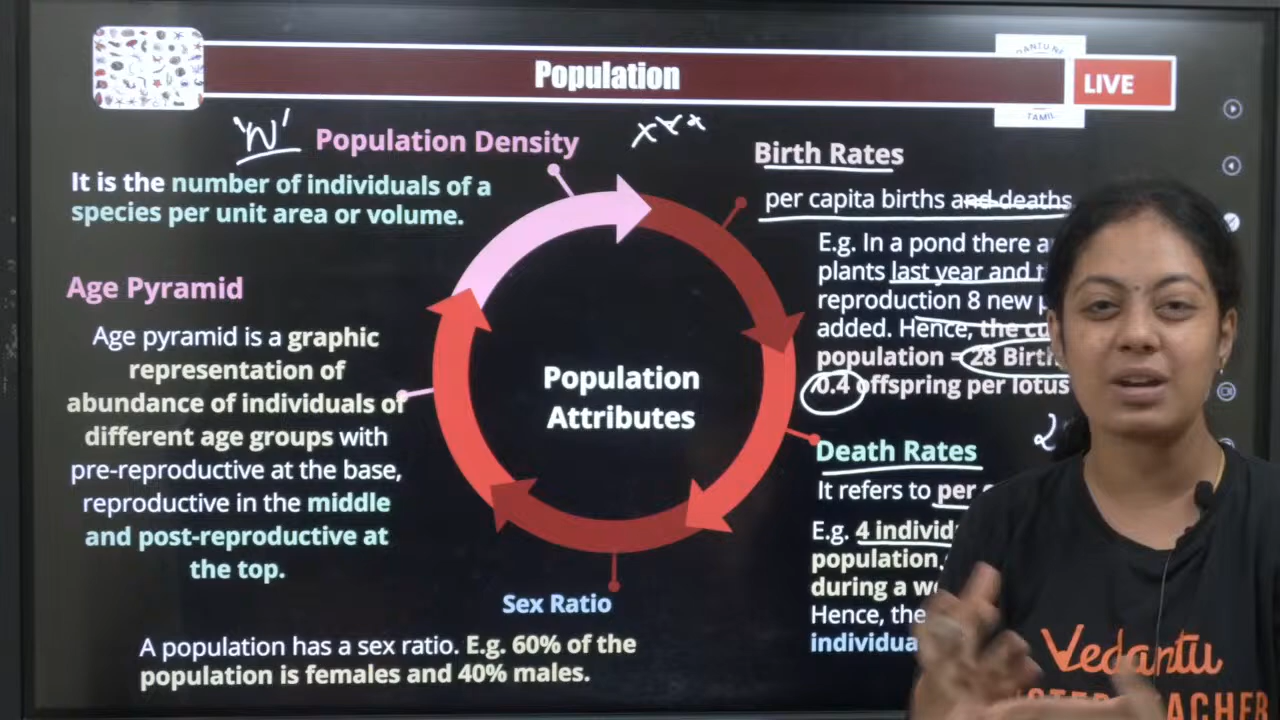 Population
LIVE
TAMIL
'N' Population Density
It is the number of individuals of a
species per unit area or volume.
Age Pyramid
Age pyramid is a graphic
representation of
abundance of individuals of
different age groups with
pre-reproductive at the base,
reproductive in the middle
and post-reproductive at
the top.
Population
Attributes
Sex Ratio
A population has a sex ratio. E.g. 60% of the
population is females and 40% males.
Birth Rates
per capita births and deaths
E.g. In a pond there
plants last year and
reproduction 8 new
added. Hence, the
population = 28
0.4 offspring per lotus
Death Rates
It refers to per
E.g. 4
population,
during a
Hence, the
Vedantu